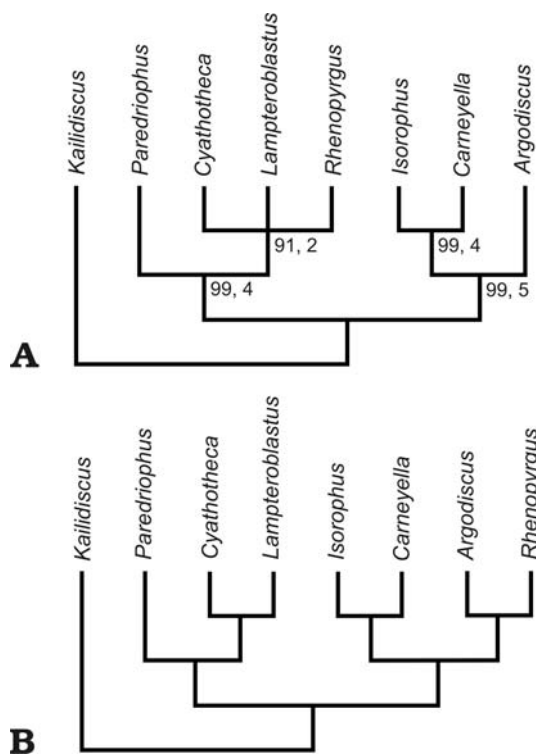 Kailidiscus
Paredriophus
Cyathotheca
Lampteroblastus
Rhenopyrgus
Isorophus
Carneyella
Argodiscus
91, 2
99, 4
99, 4
99, 5
A
Kailidiscus
Paredriophus
Cyathotheca
Lampteroblastus
Isorophus
Carneyella
Argodiscus
Rhenopyrgus
B